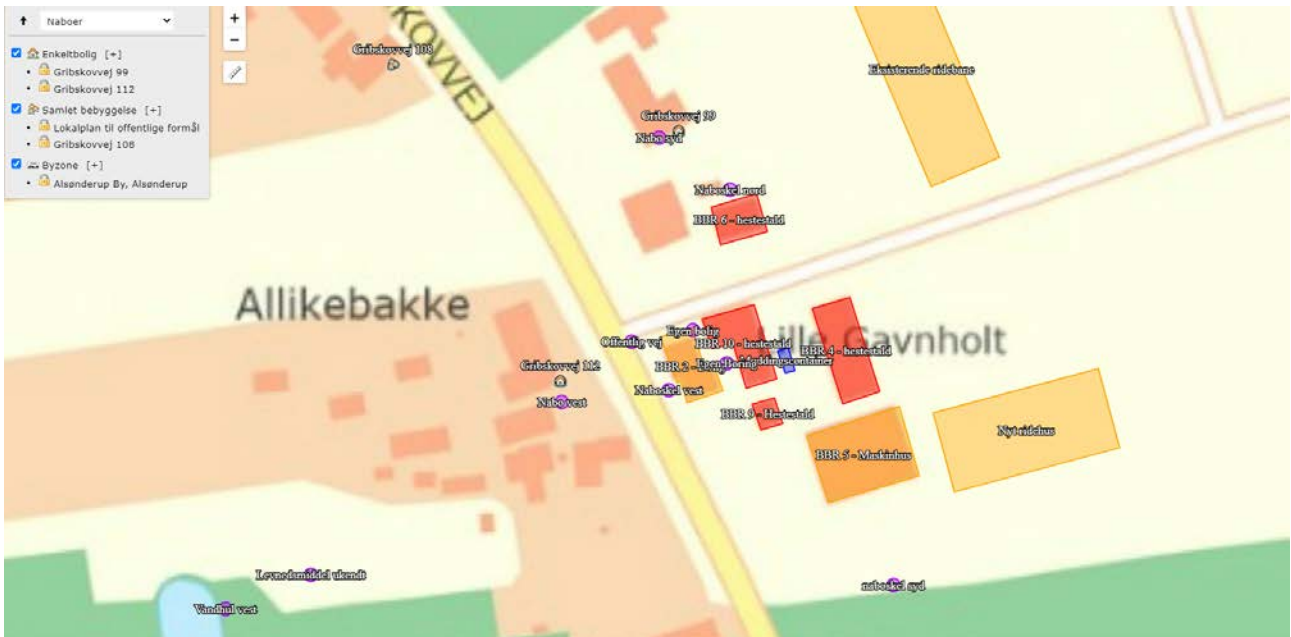 Naboer
Enkeltbolig [+]
Gribskovvej 99
Gribskovvej 112
Samlet bebyggelse [+]
Lokalplan til offentlige formål
Gribskovvej 106
Byzone [+]
Alsønderup By, Alsønderup
+
−
KOVVEJ
Gribskovvej 108
Eksisterende ridebane
Gribskovvej 99
Nabo syd
Naboskel nord
BBR 6 - hestestald
Allikebakke
Lille Gavnholt
Egen bolig
Offentlig vej
BBR 10 - hestestald
BBR 4 - hestestald
BBR 2 -
Egen Boring
Gribskovvej 112
Nabo vest
Naboskel vest
BBR 9 - Hestestald
BBR 5 - Maskinhus
Nyt ridehus
Levnedsmiddel ukendt
Vandhul vest
naboskel syd